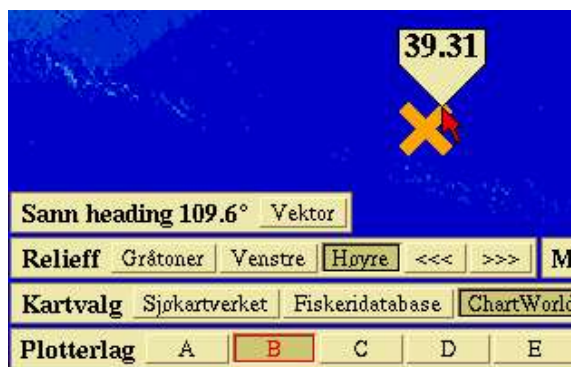 39.31
Sann heading 109.6° Vektor
Relieff Gråtoner Venstre Høyre <<< >>> M
Kartvalg Sjøkartverket Fiskeridatabase ChartWorld
Plotterlag A B C D E